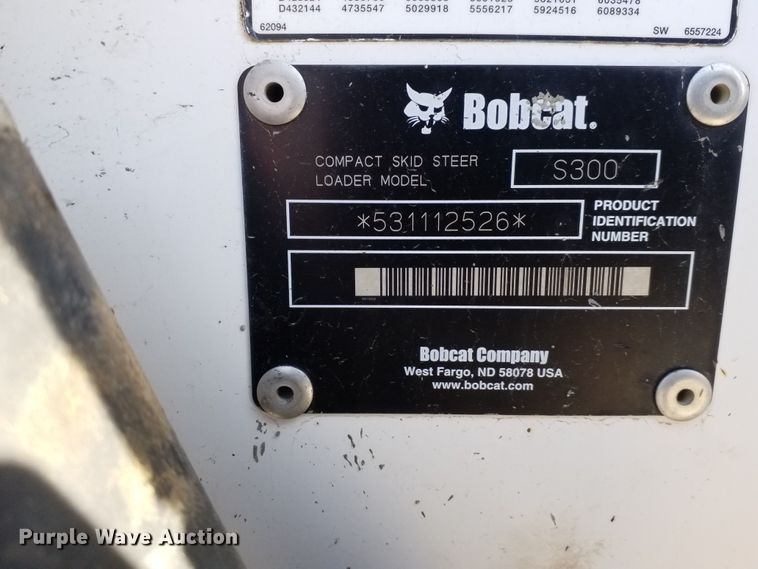 D432144 4735547 5029918 5556217 5924516 6089334
62094 SW 6557224
Bobcat.
COMPACT SKID STEER
LOADER MODEL
S300
*531112526*
PRODUCT
IDENTIFICATION
NUMBER
Bobcat Company
West Fargo, ND 58078 USA
www.bobcat.com
Purple Wave Auction